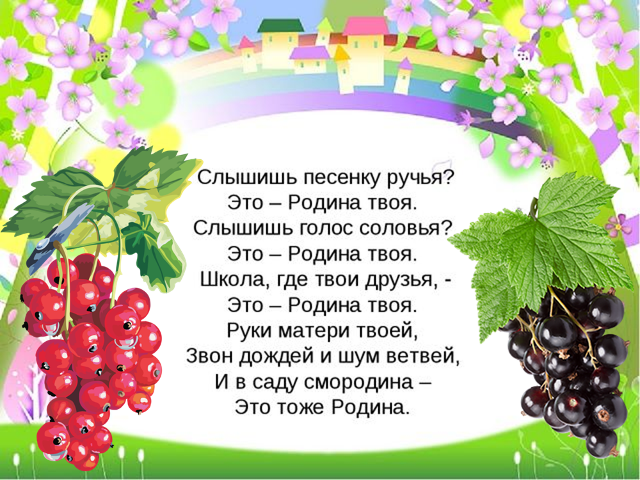 Слышишь песенку ручья?
Это – Родина твоя.
Слышишь голос соловья?
Это – Родина твоя.
Школа, где твои друзья, -
Это – Родина твоя.
Руки матери твоей,
Звон дождей и шум ветвей,
И в саду смородина –
Это тоже Родина.